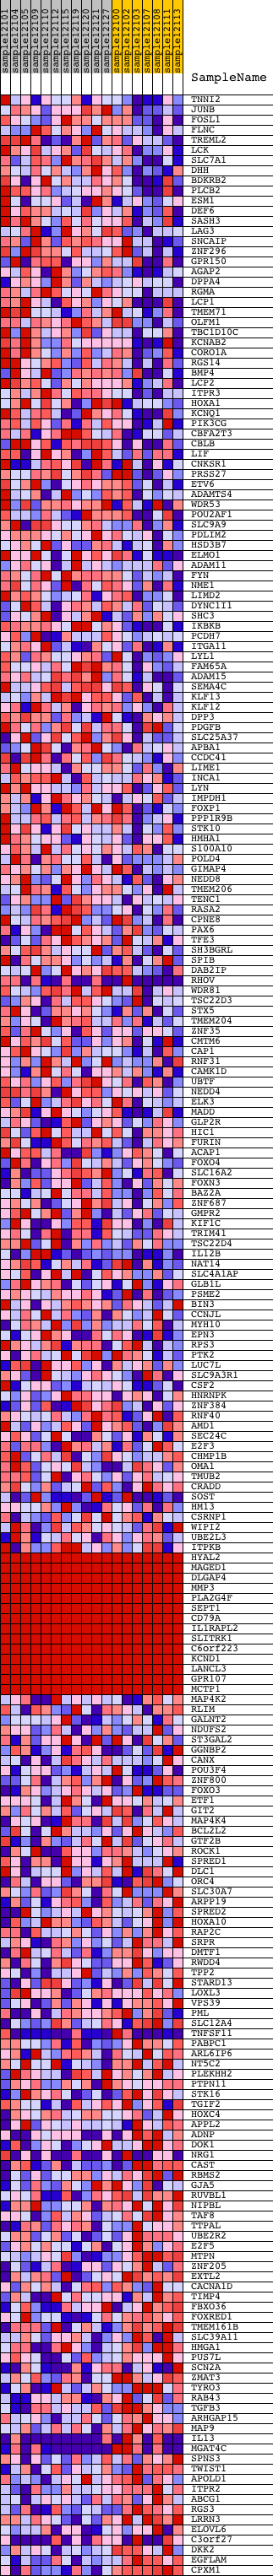 sample12101
sample12104
sample12105
sample12109
sample12110
sample12112
sample12115
sample12119
sample12120
sample12122
sample12127
sample12100
sample12102
sample12103
sample12107
sample12108
sample12111
sample12113
SampleName
TNNI2
JUNB
FOSL1
FLNC
TREML2
LCK
SLC7A1
DHH
BDKRB2
PLCB2
ESM1
DEF6
SASH3
LAG3
SNCAIP
ZNF296
GPR150
AGAP2
DPPA4
RGMA
LCP1
TMEM71
OLFM1
TBC1D10C
KCNAB2
CORO1A
RGS14
BMP4
LCP2
ITPR3
HOXA1
KCNQ1
PIK3CG
CBFA2T3
CBLB
LIF
CNKSR1
PRSS27
ETV6
ADAMTS4
WDR53
POU2AF1
SLC9A9
PDLIM2
HSD3B7
ELMO1
ADAM11
FYN
NME1
LIMD2
DYNC1I1
SHC3
IKBKB
PCDH7
ITGA11
LYL1
FAM65A
ADAM15
SEMA4C
KLF13
KLF12
DPP3
PDGFB
SLC25A37
APBA1
CCDC41
LIME1
INCA1
LYN
IMPDH1
FOXP1
PPP1R9B
STK10
HMHA1
S100A10
POLD4
GIMAP4
NEDD8
TMEM206
TENC1
RASA2
CPNE8
PAX6
TFE3
SH3BGRL
SPIB
DAB2IP
RHOV
WDR81
TSC22D3
STX5
TMEM204
ZNF35
CMTM6
CAP1
RNF31
CAMK1D
UBTF
NEDD4
ELK3
MADD
GLP2R
HIC1
FURIN
ACAP1
FOXO4
SLC16A2
FOXN3
BAZ2A
ZNF687
GMPR2
KIF1C
TRIM41
TSC22D4
IL12B
NAT14
SLC4A1AP
GLB1L
PSME2
BIN3
CCNJL
MYH10
EPN3
RPS3
PTK2
LUC7L
SLC9A3R1
CSF2
HNRNPK
ZNF384
RNF40
AMD1
SEC24C
E2F3
CHMP1B
OMA1
TMUB2
CRADD
SOST
HM13
CSRNP1
WIPI2
UBE2L3
ITPKB
HYAL2
MAGED1
DLGAP4
MMP3
PLA2G4F
SEPT1
CD79A
IL1RAPL2
SLITRK1
C6orf223
KCND1
LANCL3
GPR107
MCTP1
MAP4K2
RLIM
GALNT2
NDUFS2
ST3GAL2
GGNBP2
CANX
POU3F4
ZNF800
FOXO3
ETF1
GIT2
MAP4K4
BCL2L2
GTF2B
ROCK1
SPRED1
DLC1
ORC4
SLC30A7
ARPP19
SPRED2
HOXA10
RAP2C
SRPR
DMTF1
RWDD4
TPP2
STARD13
LOXL3
VPS39
PML
SLC12A4
TNFSF11
PABPC1
ARL6IP6
NT5C2
PLEKHH2
PTPN11
STK16
TGIF2
HOXC4
APPL2
ADNP
DOK1
NRG1
CAST
RBMS2
GJA5
RUVBL1
NIPBL
TAF8
TTPAL
UBE2R2
E2F5
MTPN
ZNF205
EXTL2
CACNA1D
TIMP4
FBXO36
FOXRED1
TMEM161B
SLC39A11
HMGA1
PUS7L
SCN2A
ZMAT3
TYRO3
RAB43
TGFB3
ARHGAP15
MAP9
IL13
MGAT4C
SPNS3
TWIST1
APOLD1
ITPR2
ABCG1
RGS3
LRRN3
ELOVL6
C3orf27
DKK2
EGFLAM
CPXM1